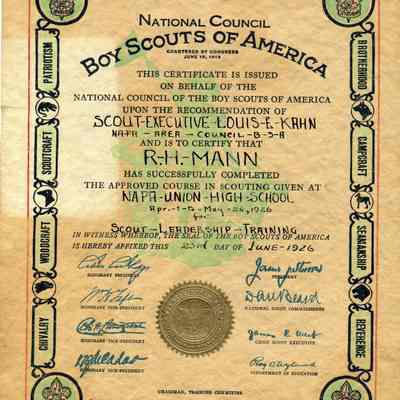 National Council
Boy Scouts of America
CHARTERED BY CONGRESS
JUNE 15, 1916
THIS CERTIFICATE IS ISSUED
ON BEHALF OF THE
NATIONAL COUNCIL OF THE BOY SCOUTS OF AMERICA
UPON THE RECOMMENDATION OF
SCOUT-EXECUTIVE-LOUIS-E-KAHN
NAPA-AREA-COUNCIL-B-S-A
AND IS TO CERTIFY THAT
R-H-MANN
HAS SUCCESSFULLY COMPLETED
THE APPROVED COURSE IN SCOUTING GIVEN AT
NAPA-UNION-HIGH-SCHOOL
for
SCOUT-LEADERSHIP-TRAINING
IN WITNESS WHEREOF, THE SEAL OF THE BOY SCOUTS OF AMERICA
IS HEREBY AFFIXED THIS 23rd DAY OF JUNE-1926
HONORARY PRESIDENT
PRESIDENT
HONORARY VICE-PRESIDENT
Dan Beard
NATIONAL SCOUT COMMISSIONER
HONORARY VICE-PRESIDENT
James E. West
CHIEF SCOUT EXECUTIVE
HONORARY VICE-PRESIDENT
DEPARTMENT OF EDUCATION
CHAIRMAN, TRAINING COMMITTEE
PATRIOTISM
SCOUTCRAFT
WOODCRAFT
CHIVALRY
BROTHERHOOD
CAMPCRAFT
SEAMANSHIP
REVERENCE